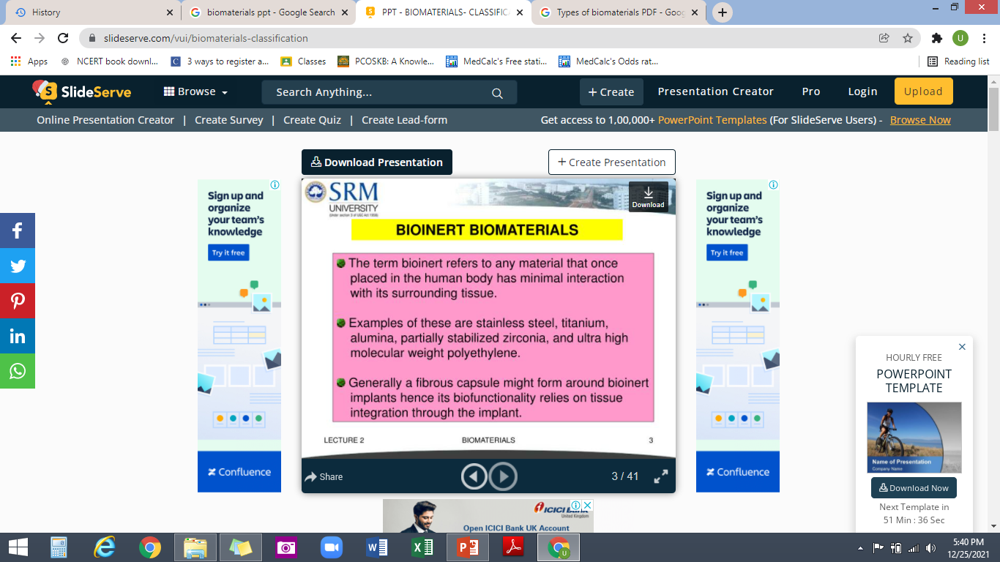 History
biomaterials ppt - Google Search
PPT - BIOMATERIALS- CLASSIFIC
Types of biomaterials PDF - Goog
slideserve.com/vui/biomaterials-classification
U
Apps
NCERT book downl...
3 ways to register a...
Classes
PCOSKB: A Knowle...
MedCalc's Free stati...
MedCalc's Odds rat...
Reading list
SlideServe
Browse
Search Anything...
+ Create
Presentation Creator
Pro
Login
Upload
Online Presentation Creator | Create Survey | Create Quiz | Create Lead-form
Get access to 1,00,000+ PowerPoint Templates (For SlideServe Users) - Browse Now
Download Presentation
+ Create Presentation
SRM
UNIVERSITY
(Under section 3 of UGC Act 1956)
Download
BIOINERT BIOMATERIALS
The term bioinert refers to any material that once
placed in the human body has minimal interaction
with its surrounding tissue.
Examples of these are stainless steel, titanium,
alumina, partially stabilized zirconia, and ultra high
molecular weight polyethylene.
Generally a fibrous capsule might form around bioinert
implants hence its biofunctionality relies on tissue
integration through the implant.
LECTURE 2
BIOMATERIALS
3
Share
3 / 41
Sign up and
organize
your team's
knowledge
Try it free
Confluence
Sign up and
organize
your team's
knowledge
Try it free
Confluence
ICICI Bank
United Kingdom
Open ICICI Bank UK Account
HOURLY FREE
POWERPOINT
TEMPLATE
Name of Presentation
Company Name
Download Now
Next Template in
51 Min : 36 Sec
5:40 PM
12/25/2021